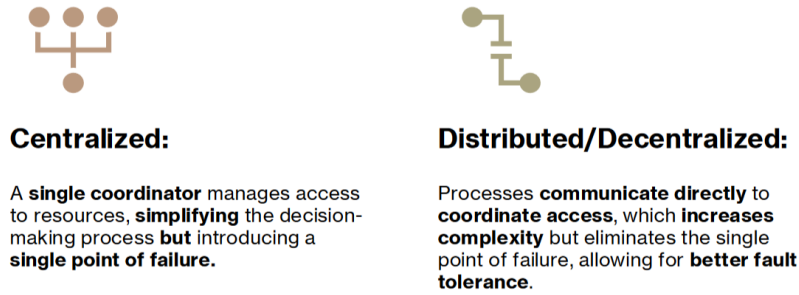 Centralized:
A single coordinator manages access
to resources, simplifying the decision-
making process but introducing a
single point of failure.
Distributed/Decentralized:
Processes communicate directly to
coordinate access, which increases
complexity but eliminates the single
point of failure, allowing for better fault
tolerance.